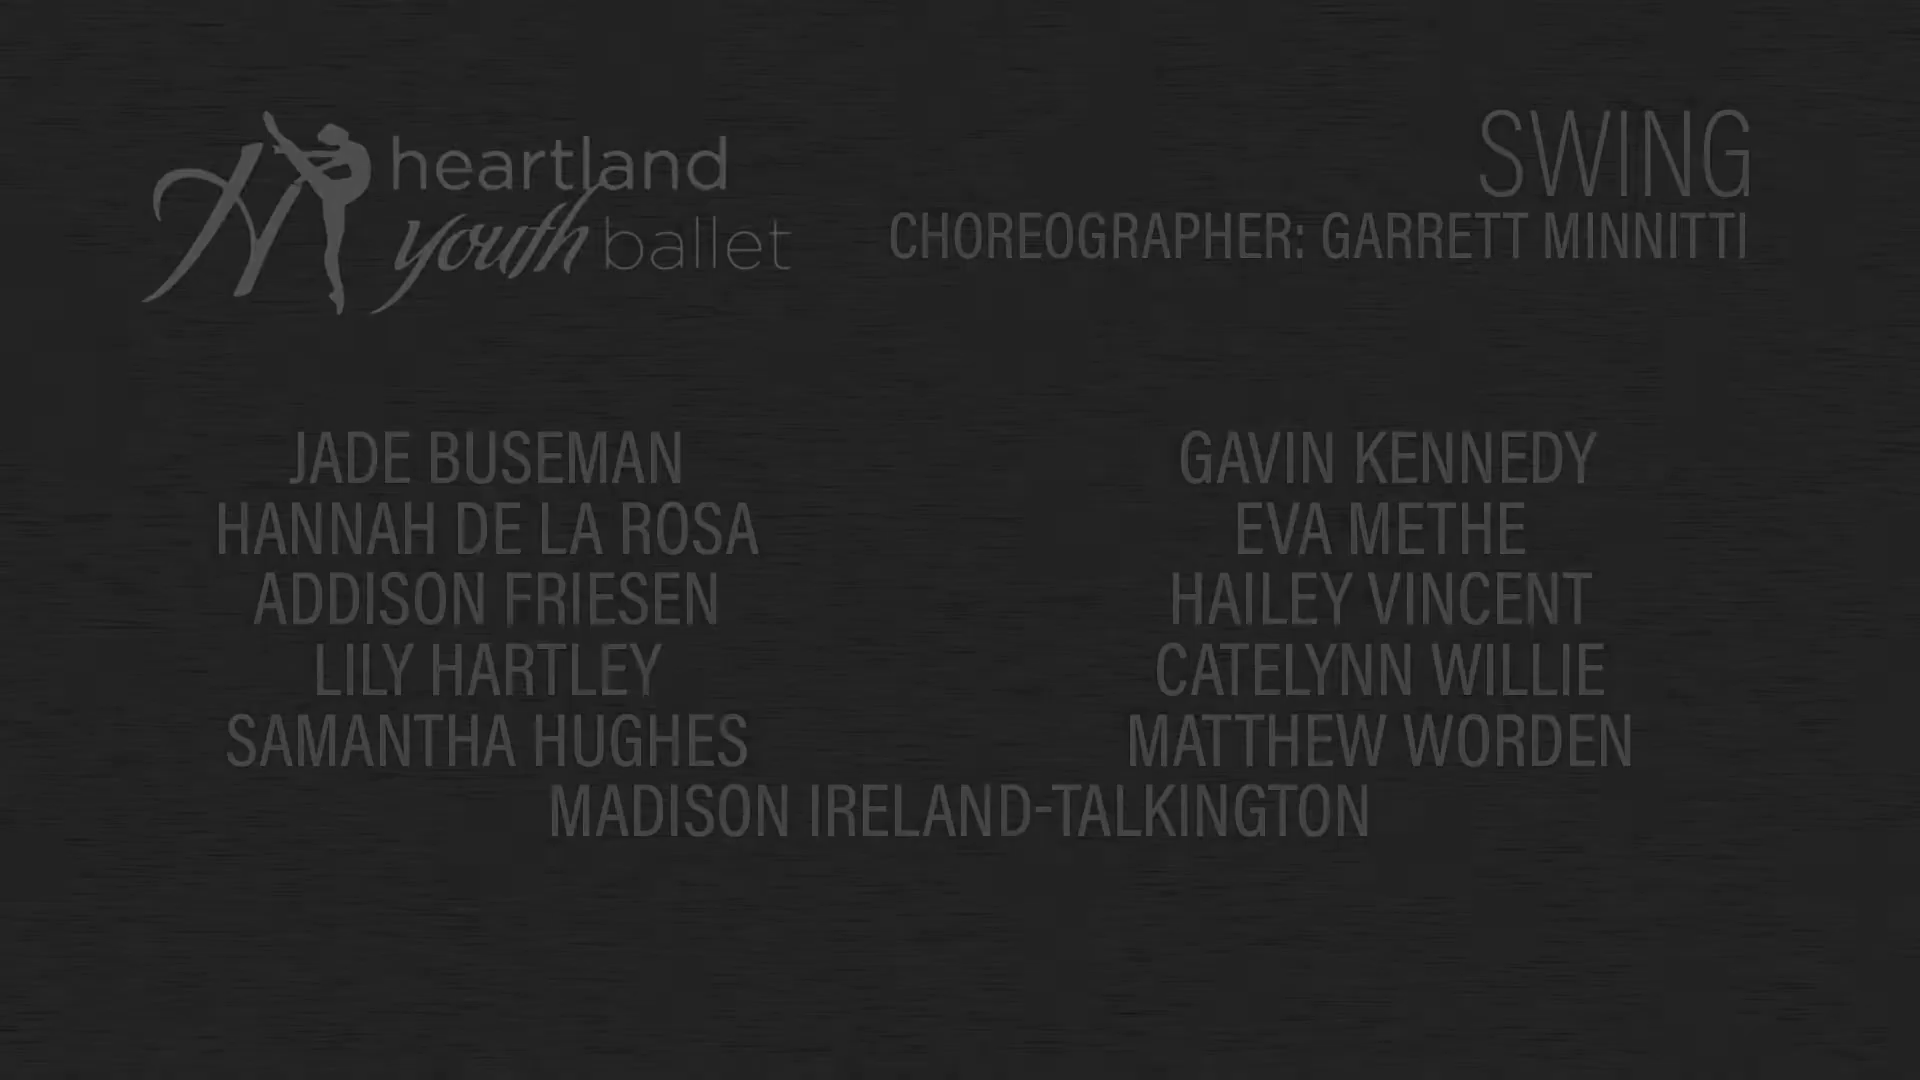 heartland
youth ballet
SWING
CHOREOGRAPHER: GARRETT MINNITTI
JADE BUSEMAN
HANNAH DE LA ROSA
ADDISON FRIESEN
LILY HARTLEY
SAMANTHA HUGHES
GAVIN KENNEDY
EVA METHE
HAILEY VINCENT
CATELYNN WILLIE
MATTHEW WORDEN
MADISON IRELAND-TALKINGTON